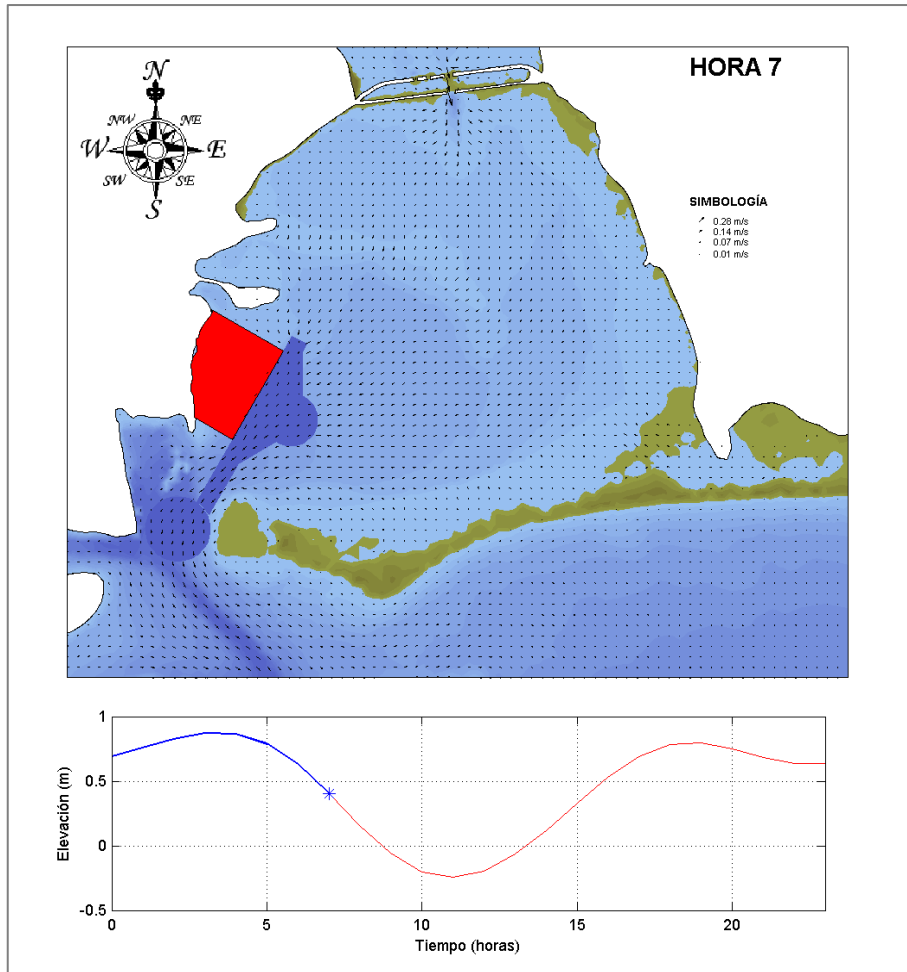 HORA 7
N
NW NE
W E
SW SE
S
SIMBOLOGÍA
0.28 m/s
0.14 m/s
0.07 m/s
0.01 m/s
1
0.5
0
-0.5
Elevación (m)
0 5 10 15 20
Tiempo (horas)